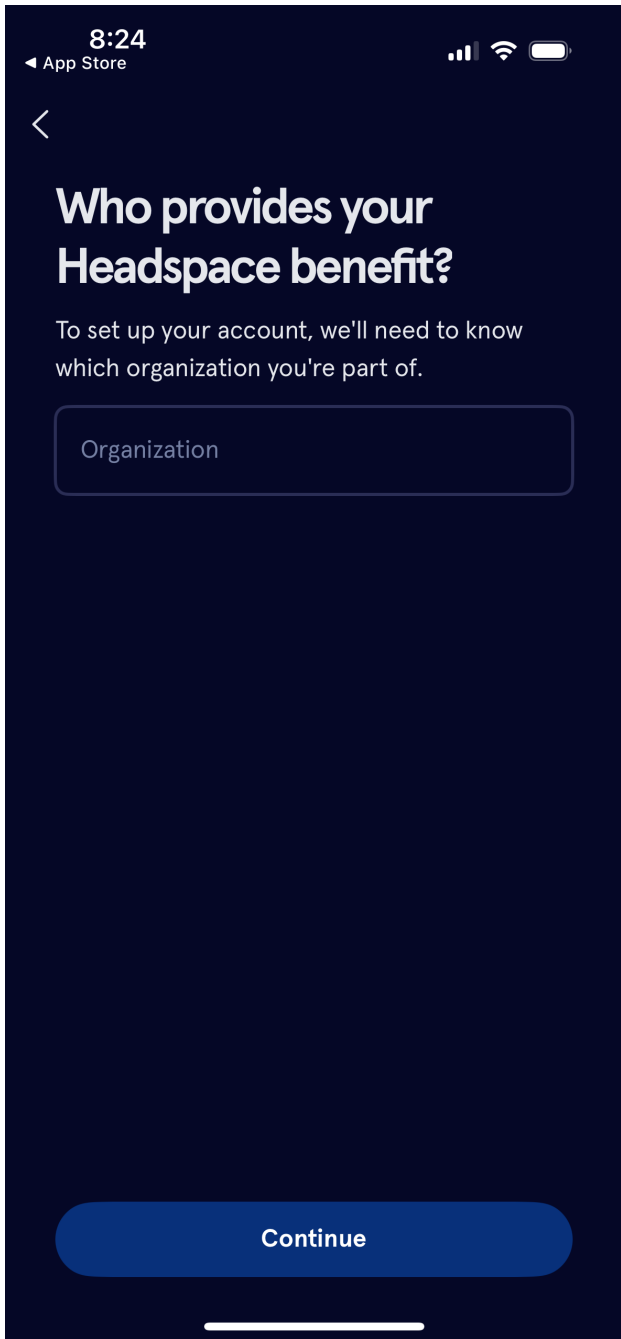 8:24
◀ App Store
Who provides your
Headspace benefit?
To set up your account, we'll need to know
which organization you're part of.
Organization
Continue